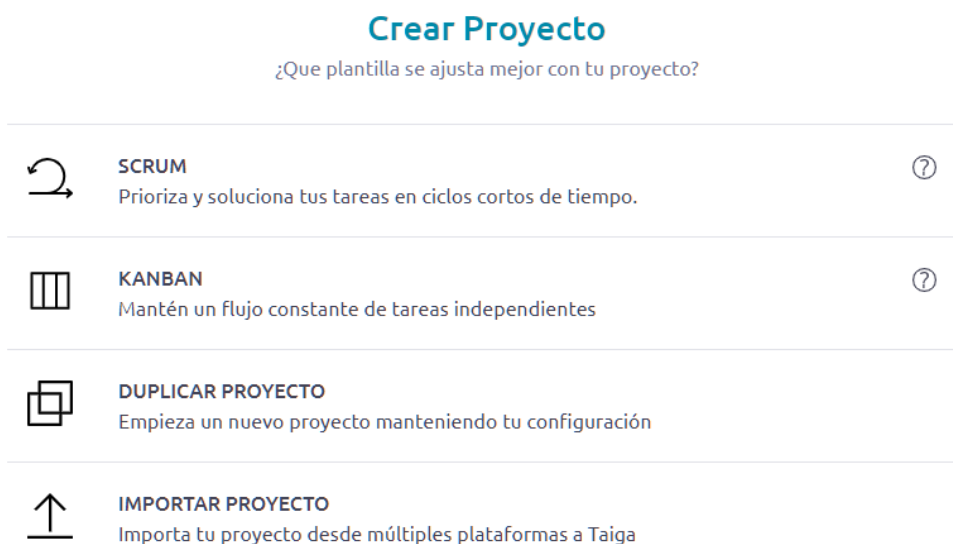 Crear Proyecto
¿Que plantilla se ajusta mejor con tu proyecto?
SCRUM
Prioriza y soluciona tus tareas en ciclos cortos de tiempo.
KANBAN
Mantén un flujo constante de tareas independientes
DUPLICAR PROYECTO
Empieza un nuevo proyecto manteniendo tu configuración
IMPORTAR PROYECTO
Importa tu proyecto desde múltiples plataformas a Taiga